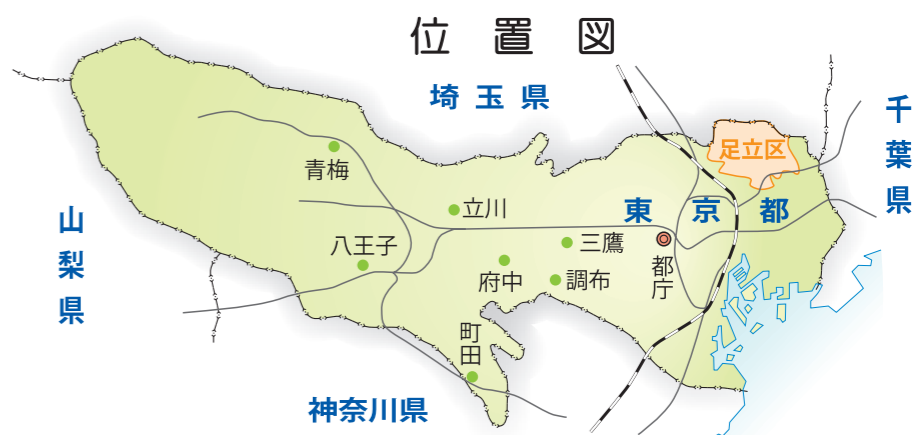 位置図
埼玉県
千葉県
足立区
青梅
立川
東京都
山梨県
八王子
三鷹
都庁
府中
調布
町田
神奈川県